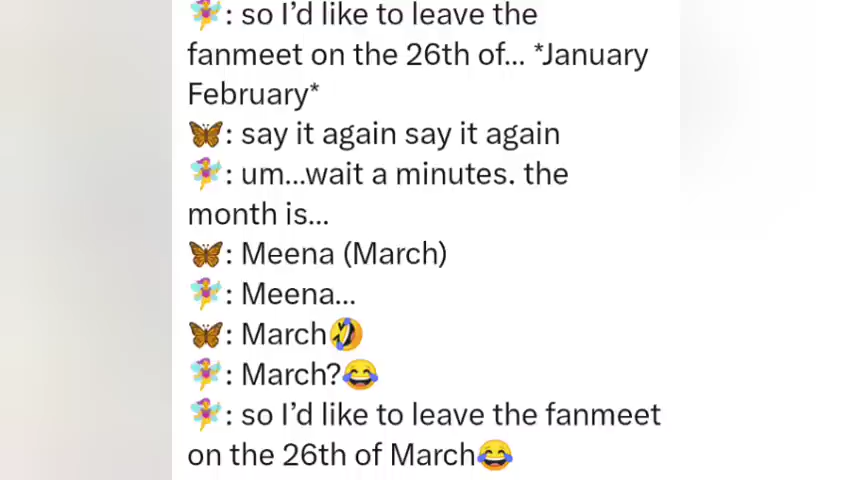 🧚‍♀️: so I'd like to leave the
fanmeet on the 26th of... *January
February*
🦋: say it again say it again
🧚‍♀️: um...wait a minutes. the
month is...
🦋: Meena (March)
🧚‍♀️: Meena...
🦋: March🤣
🧚‍♀️: March?😂
🧚‍♀️: so I'd like to leave the fanmeet
on the 26th of March😂